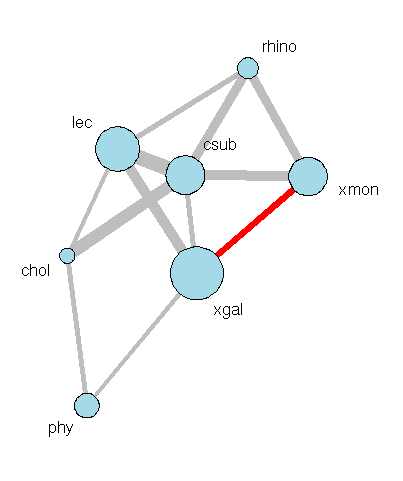 rhino
lec
csub
xmon
chol
xgal
phy